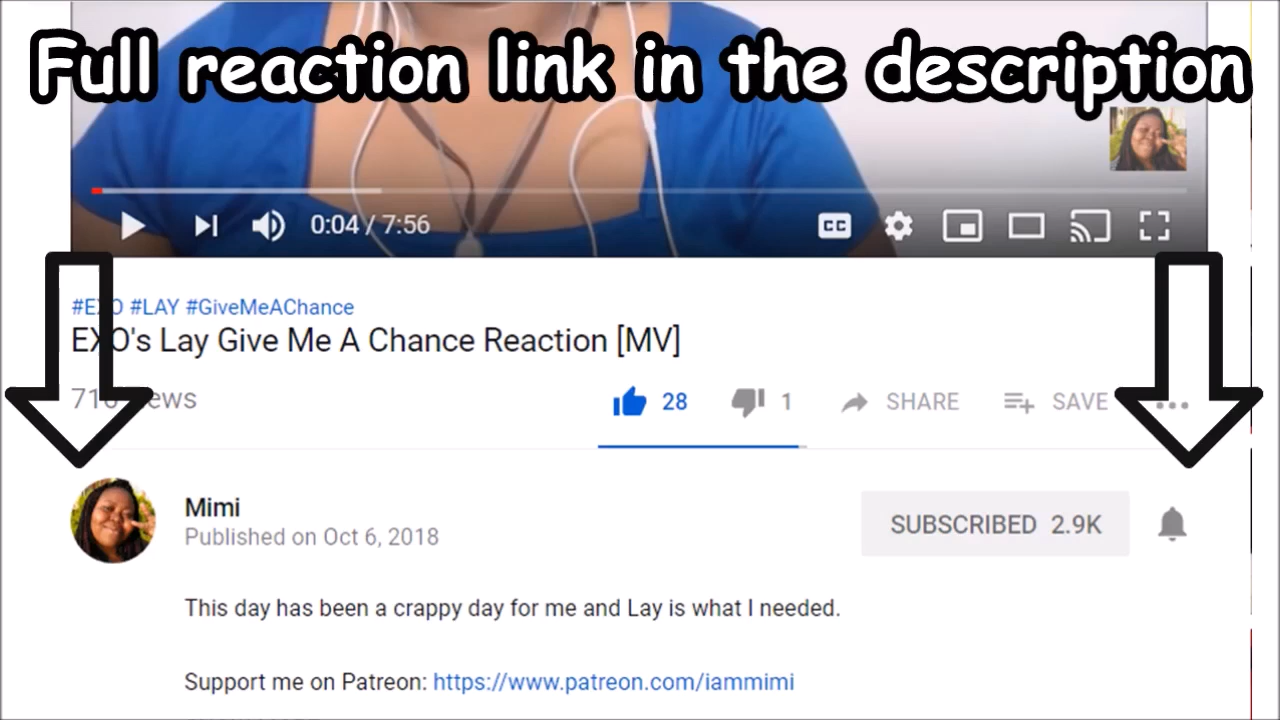 Full reaction link in the description
0:04 / 7:56
CC
#EXO #LAY #GiveMeAChance
EXO's Lay Give Me A Chance Reaction [MV]
28
1
SHARE
SAVE
Mimi
Published on Oct 6, 2018
SUBSCRIBED 2.9K
This day has been a crappy day for me and Lay is what I needed.
Support me on Patreon: https://www.patreon.com/iammimi